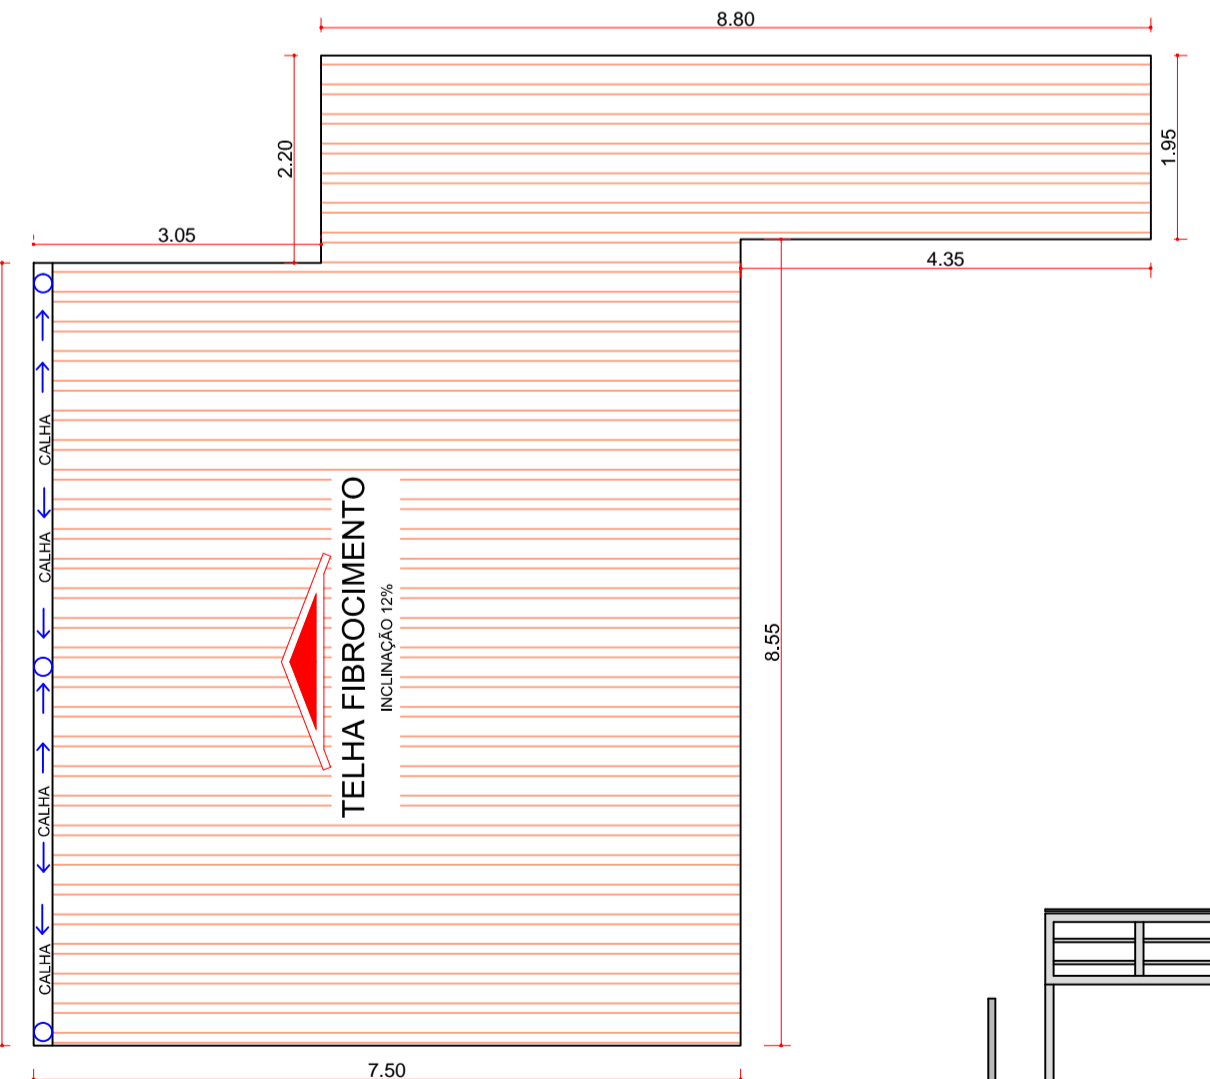 8.80
2.20
1.95
3.05
4.35
CALHA
CALHA
TELHA FIBROCIMENTO
INCLINAÇÃO 12%
8.55
CALHA
CALHA
7.50